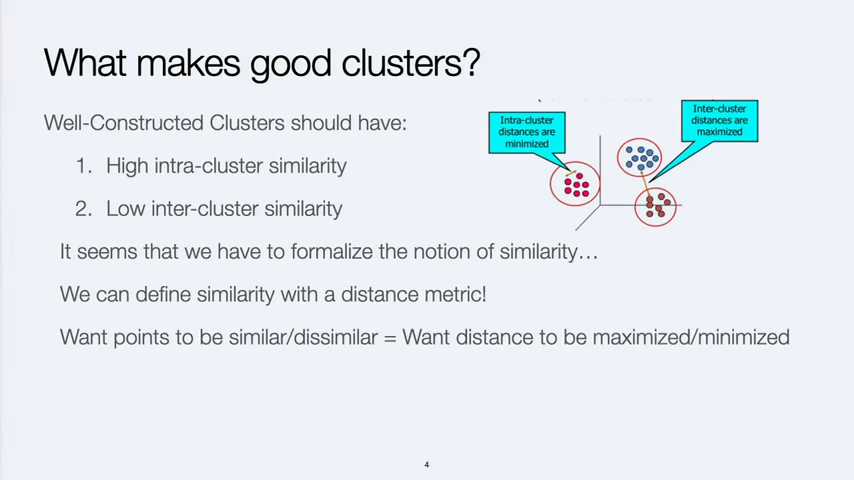 What makes good clusters?
Well-Constructed Clusters should have:
Intra-cluster
distances are
minimized
Inter-cluster
distances are
maximized
1. High intra-cluster similarity
2. Low inter-cluster similarity
It seems that we have to formalize the notion of similarity…
We can define similarity with a distance metric!
Want points to be similar/dissimilar = Want distance to be maximized/minimized
4